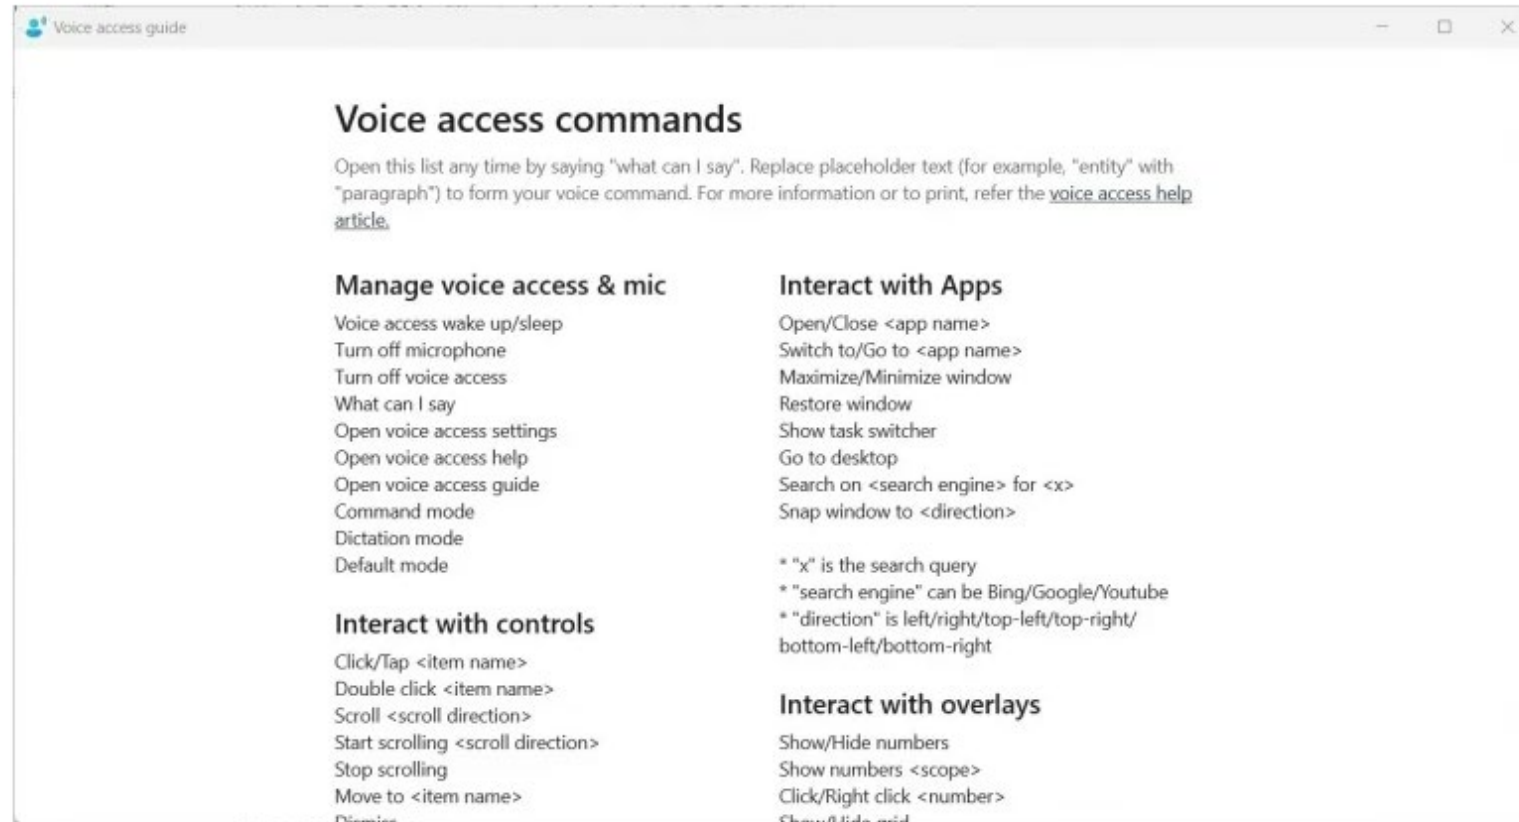 Voice access guide
Voice access commands
Open this list any time by saying "what can I say". Replace placeholder text (for example, "entity" with
"paragraph") to form your voice command. For more information or to print, refer the voice access help
article.
Manage voice access & mic
Voice access wake up/sleep
Turn off microphone
Turn off voice access
What can I say
Open voice access settings
Open voice access help
Open voice access guide
Command mode
Dictation mode
Default mode
Interact with controls
Click/Tap <item name>
Double click <item name>
Scroll <scroll direction>
Start scrolling <scroll direction>
Stop scrolling
Move to <item name>
Dismiss
Interact with Apps
Open/Close <app name>
Switch to/Go to <app name>
Maximize/Minimize window
Restore window
Show task switcher
Go to desktop
Search on <search engine> for <x>
Snap window to <direction>
* "x" is the search query
* "search engine" can be Bing/Google/Youtube
* "direction" is left/right/top-left/top-right/
bottom-left/bottom-right
Interact with overlays
Show/Hide numbers
Show numbers <scope>
Click/Right click <number>
Show/Hide grid